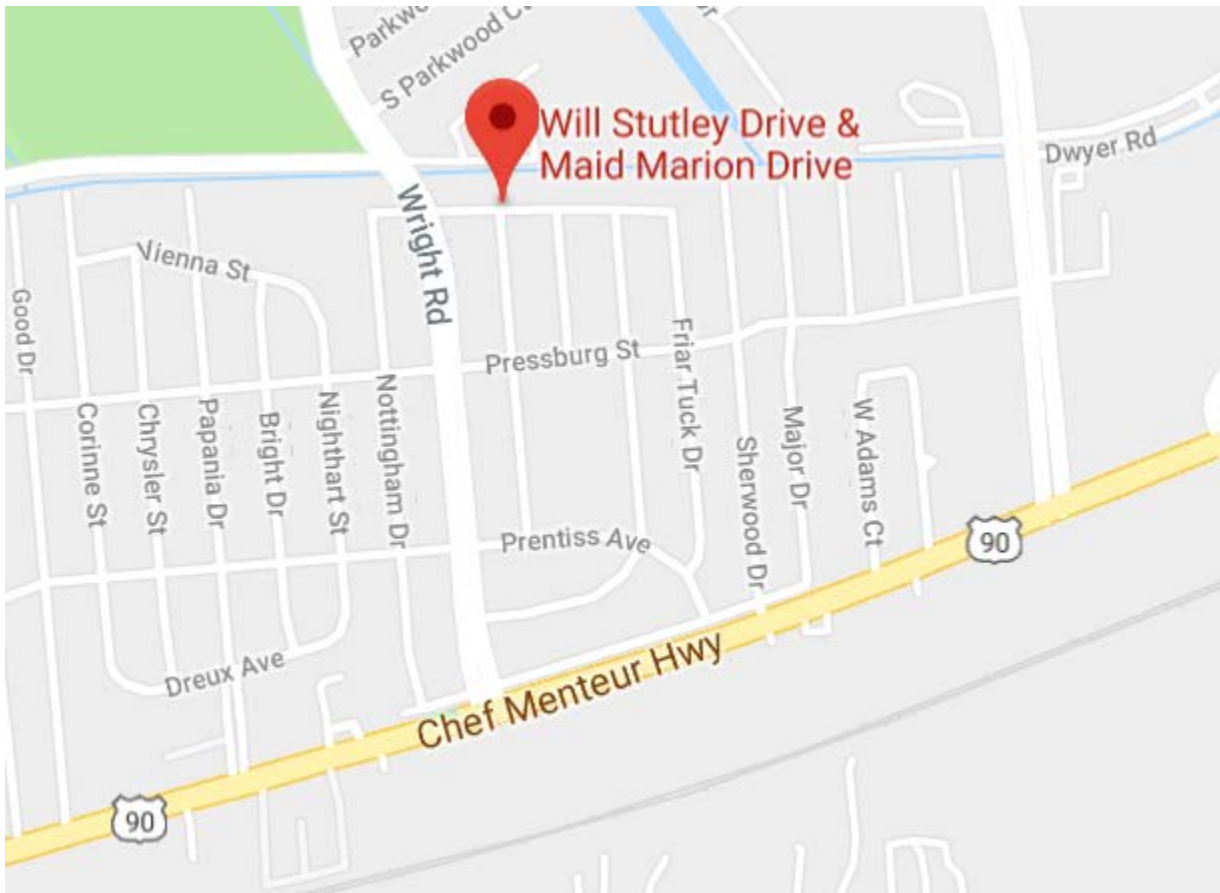 Parkwo
S Parkwood Ct
Will Stutley Drive &
Maid Marion Drive
Dwyer Rd
Wright Rd
Vienna St
Good Dr
Pressburg St
Friar Tuck Dr
Corinne St
Chrysler St
Papania Dr
Bright Dr
Nighthart St
Nottingham Dr
Sherwood Dr
Major Dr
W Adams Ct
Prentiss Ave
90
Dreux Ave
Chef Menteur Hwy
90